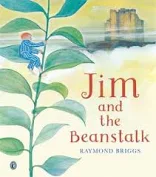 Jim
and the
Beanstalk
RAYMOND BRIGGS